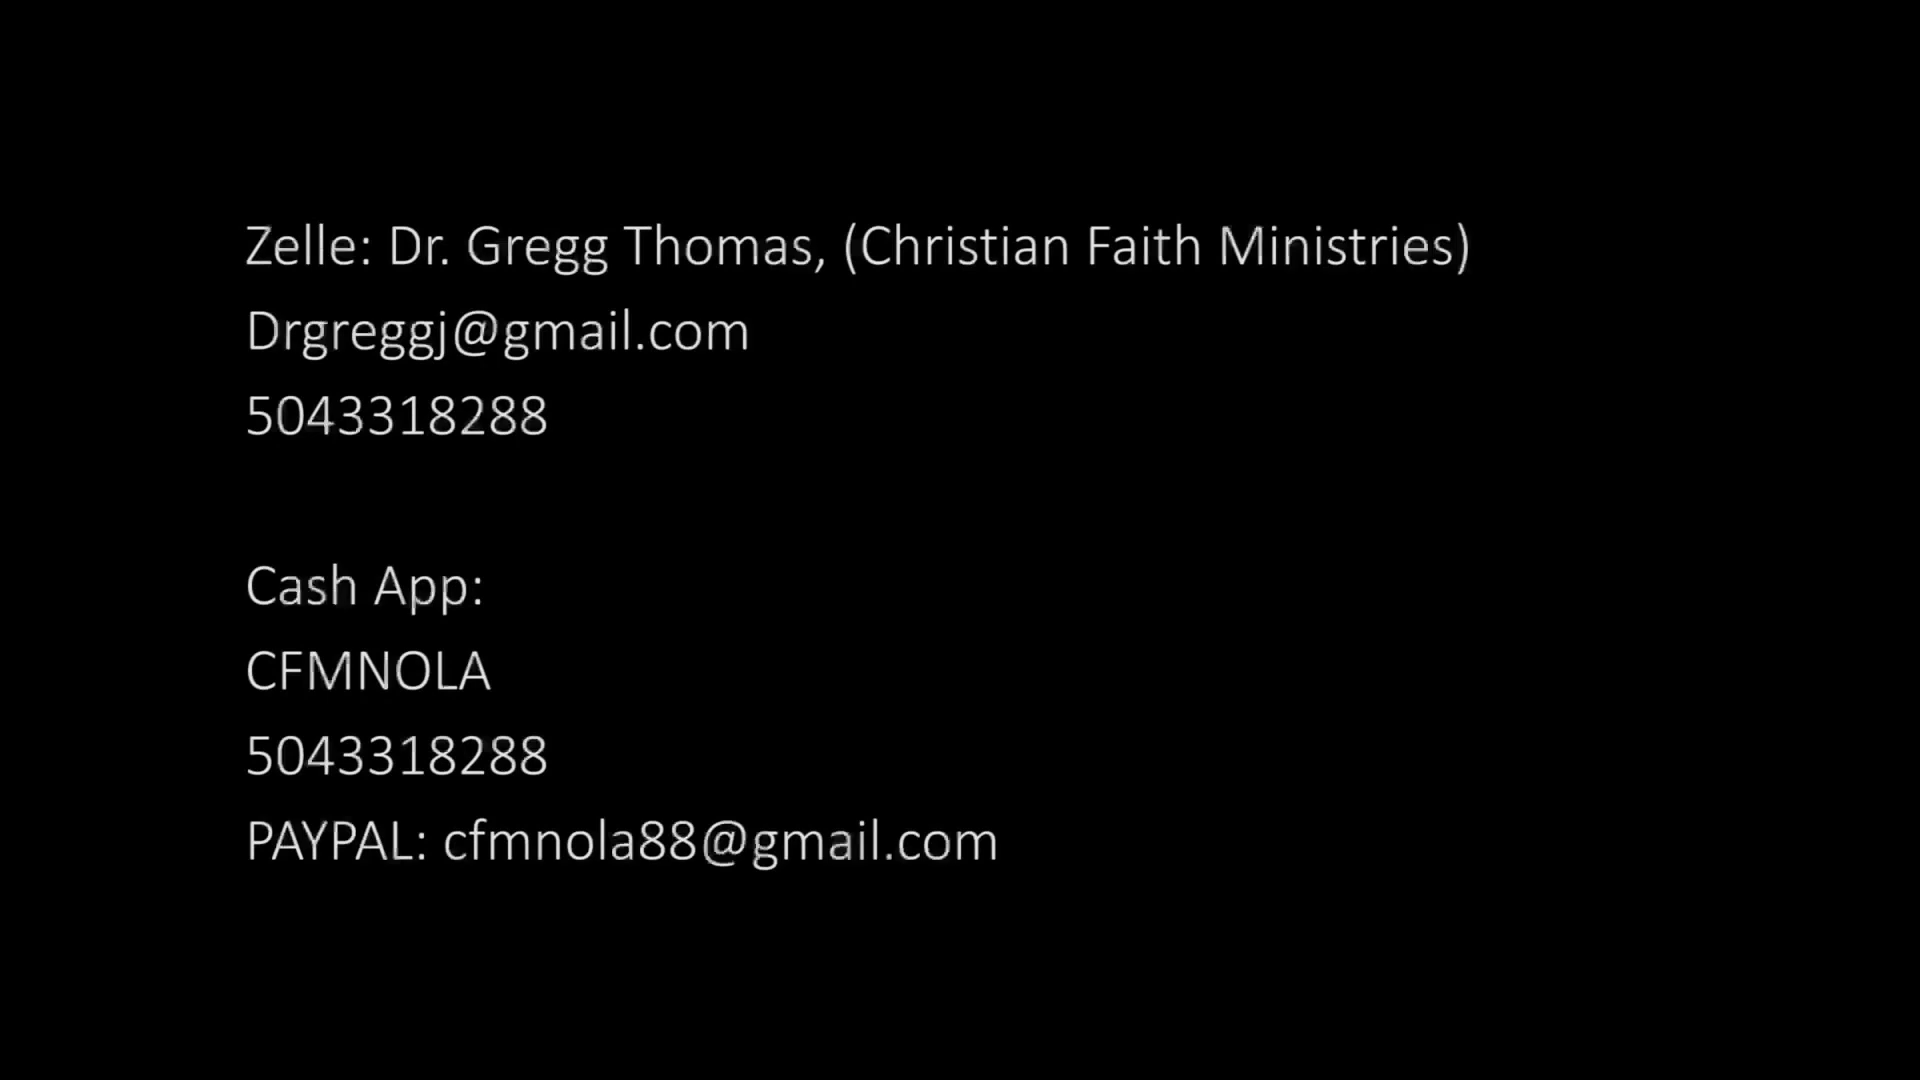 Zelle: Dr. Gregg Thomas, (Christian Faith Ministries)
Drgreggj@gmail.com
5043318288
Cash App:
CFMNOLA
5043318288
PAYPAL: cfmnola88@gmail.com